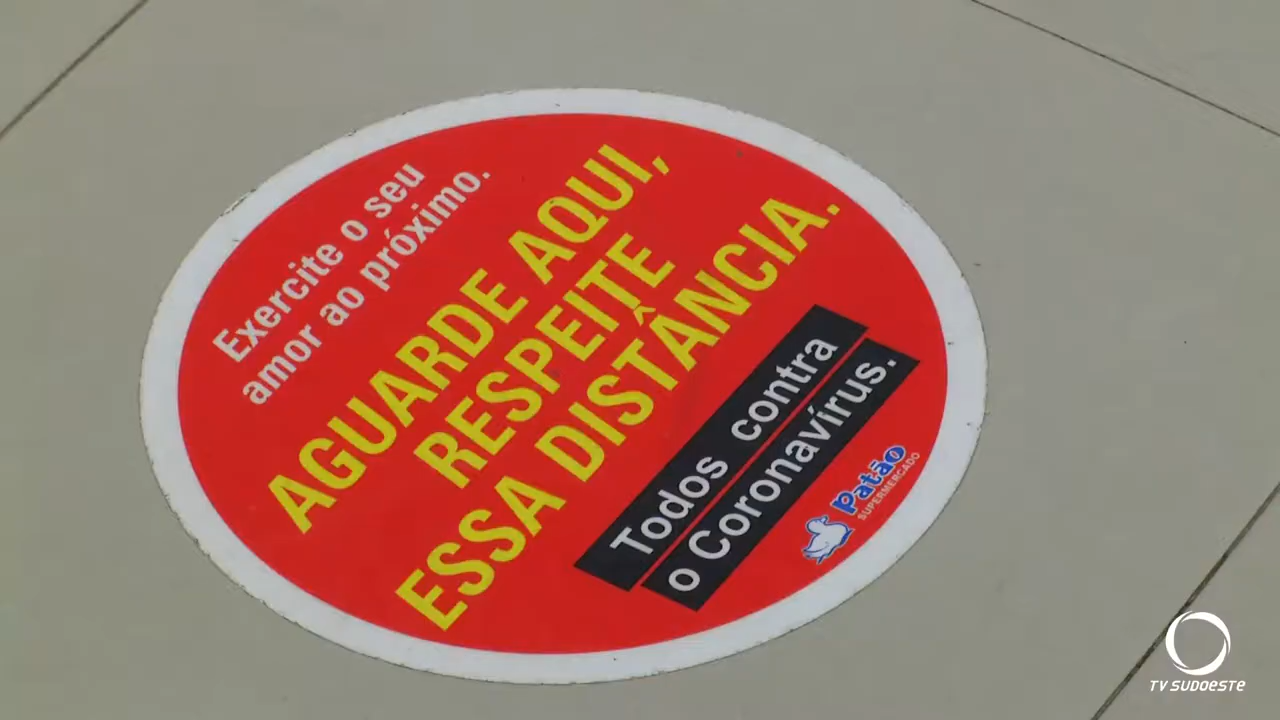 Exercite o seu
amor ao próximo.
AGUARDE AQUI,
RESPEITE
ESSA DISTÂNCIA.
Todos contra
o Coronavírus.
Patão
SUPERMERCADO
TV SUDOESTE